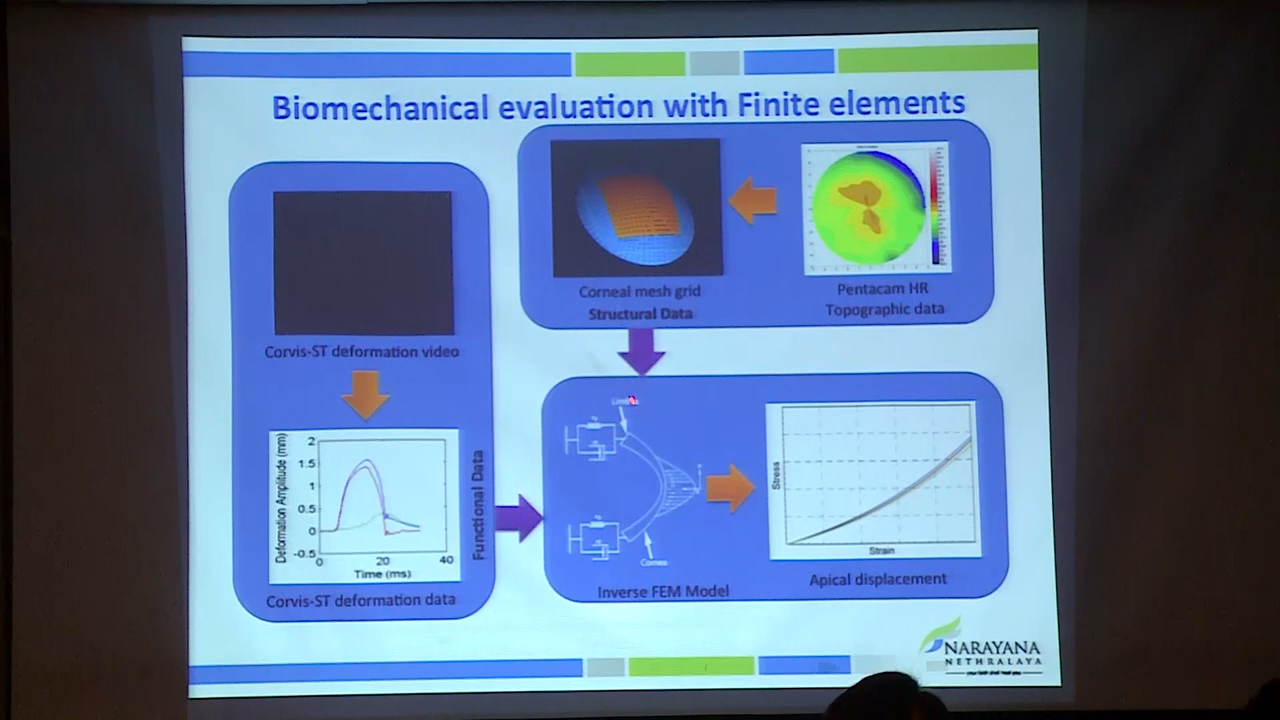 Biomechanical evaluation with Finite elements
Corvis-ST deformation video
Deformation Amplitude (mm)
2
1.5
1
0.5
0
-0.5
0
20
40
Time (ms)
Corvis-ST deformation data
Functional Data
Corneal mesh grid
Structural Data
Pentacam HR
Topographic data
Cornea
Inverse FEM Model
Stress
Strain
Apical displacement
NARAYANA
NETHRALAYA